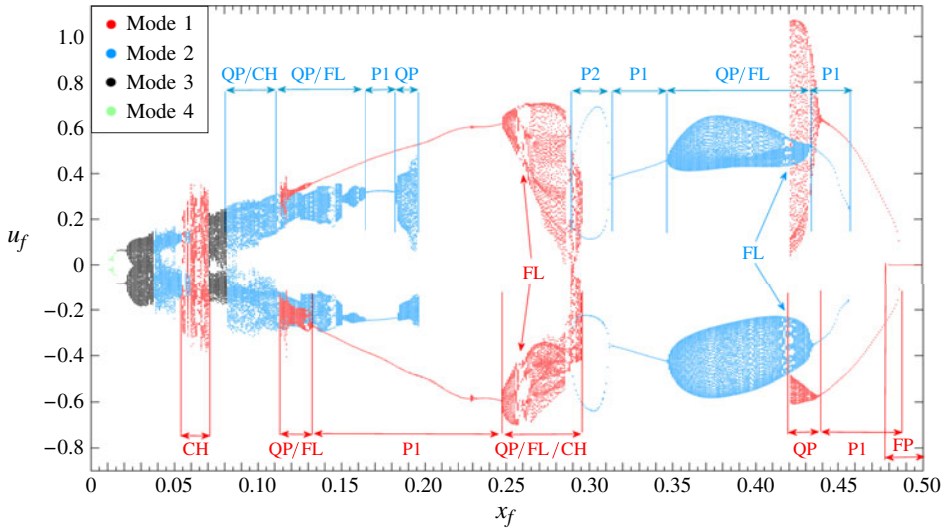 Mode 1
Mode 2
Mode 3
Mode 4
1.0
0.8
0.6
0.4
0.2
0
−0.2
−0.4
−0.6
−0.8
u_f
QP/CH
QP/FL
P1
QP
P2
P1
QP/FL
P1
FL
FL
CH
QP/FL
P1
QP/FL/CH
QP
P1
FP
0
0.05
0.10
0.15
0.20
0.25
0.30
0.35
0.40
0.45
0.50
x_f